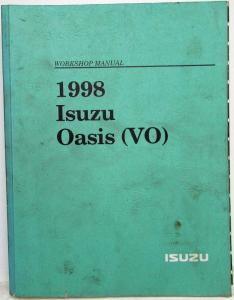 WORKSHOP MANUAL
1998
Isuzu
Oasis (VO)
ISUZU